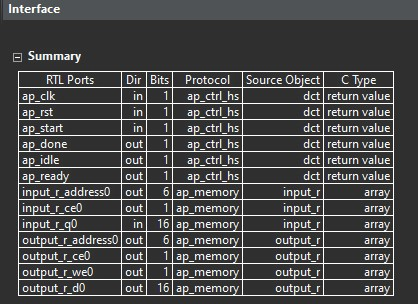 Interface
Summary
RTL Ports Dir Bits Protocol Source Object C Type
ap_clk in 1 ap_ctrl_hs dct return value
ap_rst in 1 ap_ctrl_hs dct return value
ap_start in 1 ap_ctrl_hs dct return value
ap_done out 1 ap_ctrl_hs dct return value
ap_idle out 1 ap_ctrl_hs dct return value
ap_ready out 1 ap_ctrl_hs dct return value
input_r_address0 out 6 ap_memory input_r array
input_r_ce0 out 1 ap_memory input_r array
input_r_q0 in 16 ap_memory input_r array
output_r_address0 out 6 ap_memory output_r array
output_r_ce0 out 1 ap_memory output_r array
output_r_we0 out 1 ap_memory output_r array
output_r_d0 out 16 ap_memory output_r array